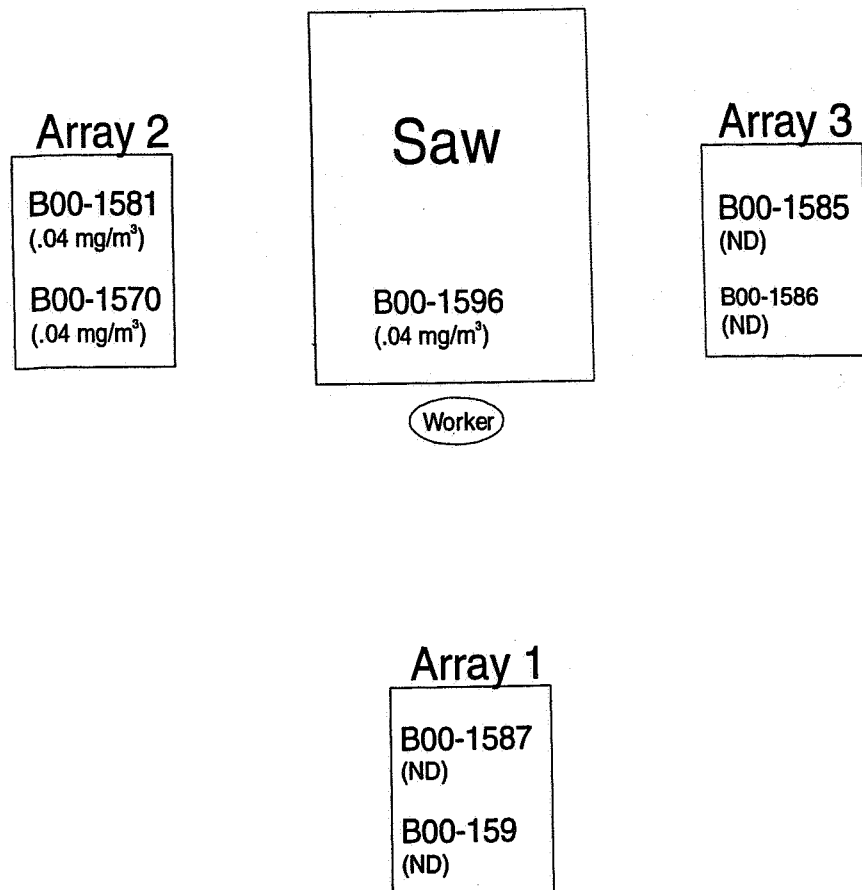 Array 2
B00-1581
(.04 mg/m³)
B00-1570
(.04 mg/m³)
Saw
B00-1596
(.04 mg/m³)
Worker
Array 3
B00-1585
(ND)
B00-1586
(ND)
Array 1
B00-1587
(ND)
B00-159
(ND)